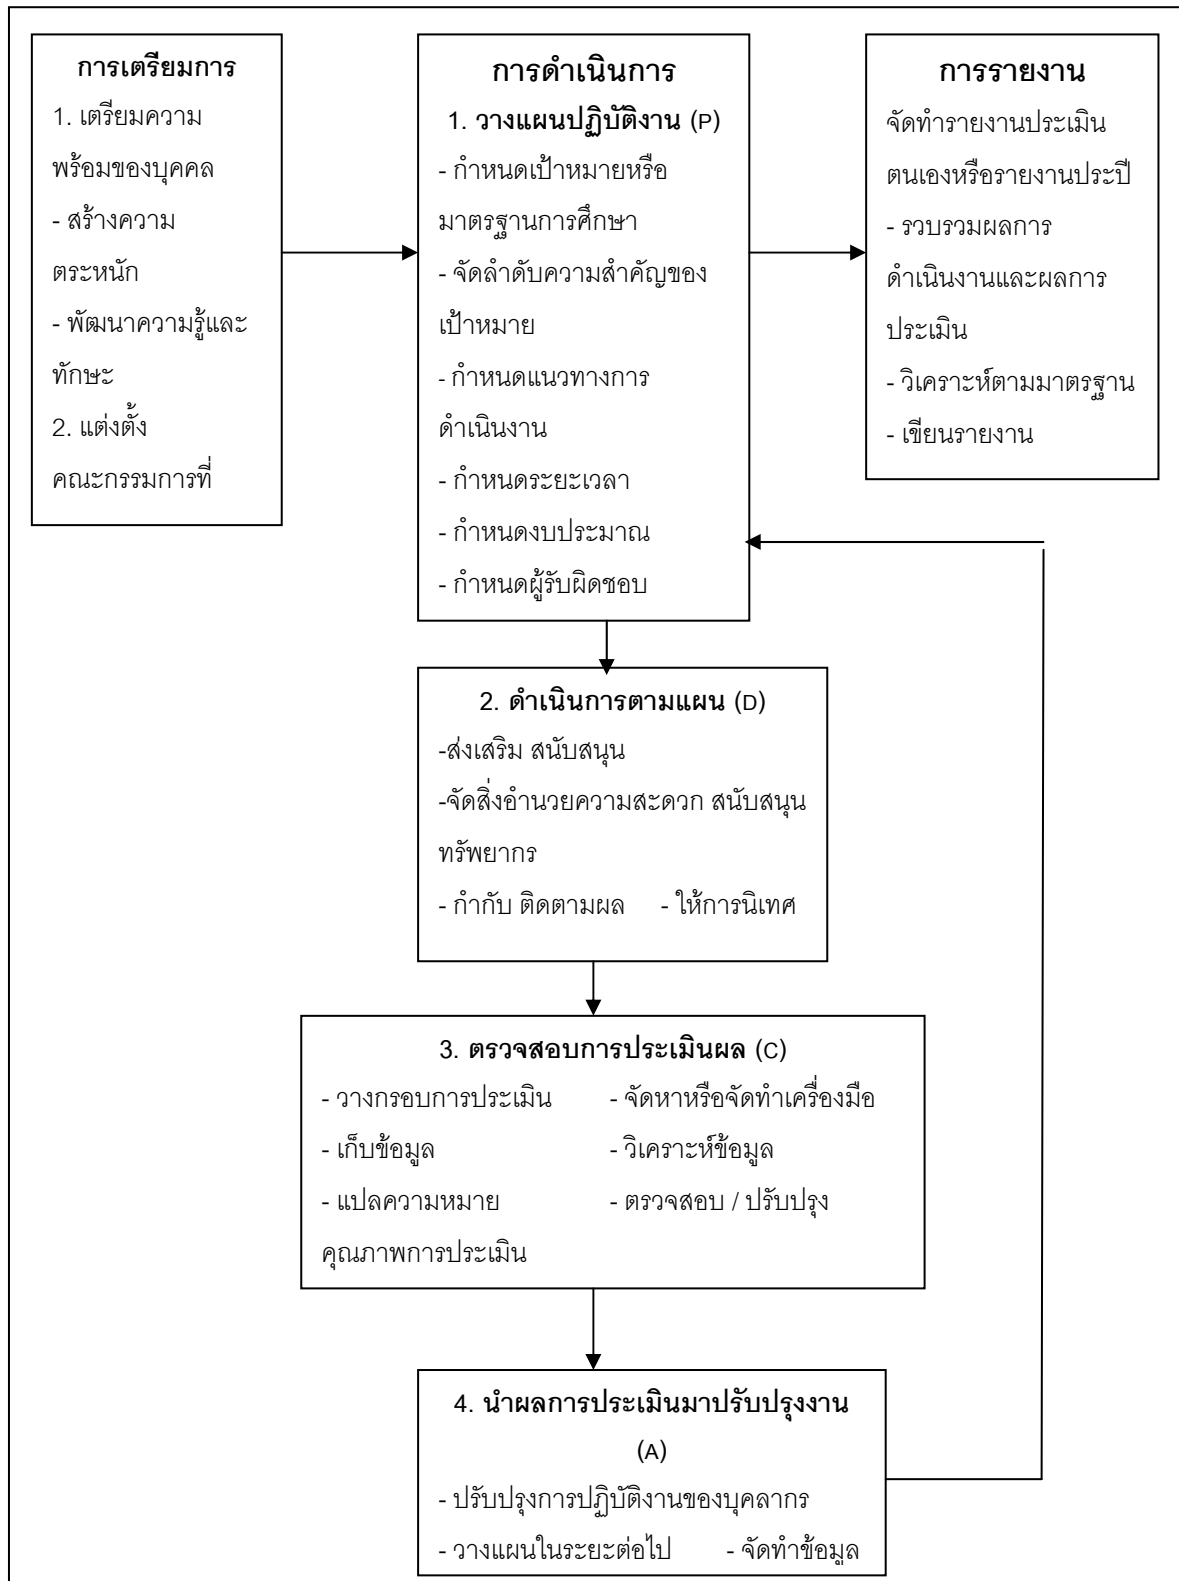 การเตรียมการ
1. เตรียมความ
พร้อมของบุคคล
- สร้างความ
ตระหนัก
- พัฒนาความรู้และ
ทักษะ
2. แต่งตั้ง
คณะกรรมการที่
การดำเนินการ
1. วางแผนปฏิบัติงาน (P)
- กำหนดเป้าหมายหรือ
มาตรฐานการศึกษา
- จัดลำดับความสำคัญของ
เป้าหมาย
- กำหนดแนวทางการ
ดำเนินงาน
- กำหนดระยะเวลา
- กำหนดงบประมาณ
- กำหนดผู้รับผิดชอบ
การรายงาน
จัดทำรายงานประเมิน
ตนเองหรือรายงานประปี
- รวบรวมผลการ
ดำเนินงานและผลการ
ประเมิน
- วิเคราะห์ตามมาตรฐาน
- เขียนรายงาน
2. ดำเนินการตามแผน (D)
-ส่งเสริม สนับสนุน
-จัดสิ่งอำนวยความสะดวก สนับสนุน
ทรัพยากร
- กำกับ ติดตามผล - ให้การนิเทศ
3. ตรวจสอบการประเมินผล (C)
- วางกรอบการประเมิน - จัดหาหรือจัดทำเครื่องมือ
- เก็บข้อมูล - วิเคราะห์ข้อมูล
- แปลความหมาย - ตรวจสอบ / ปรับปรุง
คุณภาพการประเมิน
4. นำผลการประเมินมาปรับปรุงงาน
(A)
- ปรับปรุงการปฏิบัติงานของบุคลากร
- วางแผนในระยะต่อไป - จัดทำข้อมูล